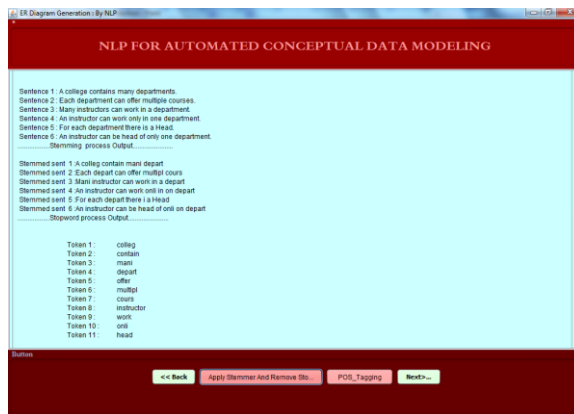 ER Diagram Generation : By NLP
NLP FOR AUTOMATED CONCEPTUAL DATA MODELING
Sentence 1 : A college contains many departments.
Sentence 2 : Each department can offer multiple courses.
Sentence 3 : Many instructors can work in a department.
Sentence 4 : An instructor can work only in one department.
Sentence 5 : For each department there is a Head.
Sentence 6 : An instructor can be head of only one department.
................Stemming process Output....................
Stemmed sent 1 :A colleg contain mani depart
Stemmed sent 2 :Each depart can offer multipl cours
Stemmed sent 3 :Mani instructor can work in a depart
Stemmed sent 4 :An instructor can work onli in on depart
Stemmed sent 5 :For each depart there i a Head
Stemmed sent 6 :An instructor can be head of onli on depart
................Stopword process Output....................
Token 1 : colleg
Token 2 : contain
Token 3 : mani
Token 4 : depart
Token 5 : offer
Token 6 : multipl
Token 7 : cours
Token 8 : instructor
Token 9 : work
Token 10 : onli
Token 11 : head
Button
<< Back Apply Stemmer And Remove Sto... POS_Tagging Next>...